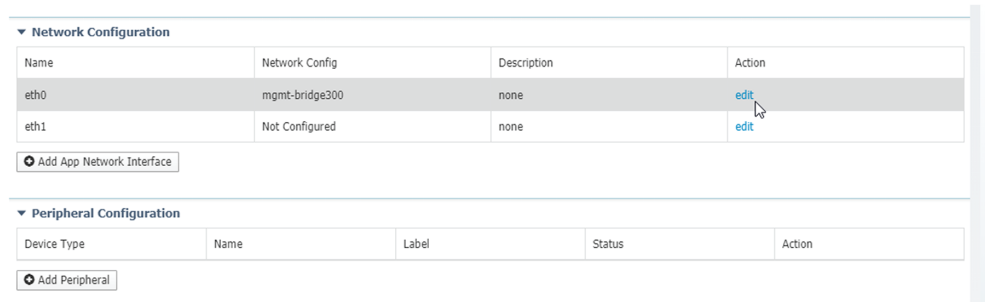 Network Configuration
Name Network Config Description Action
eth0 mgmt-bridge300 none edit
eth1 Not Configured none edit
Add App Network Interface
Peripheral Configuration
Device Type Name Label Status Action
Add Peripheral